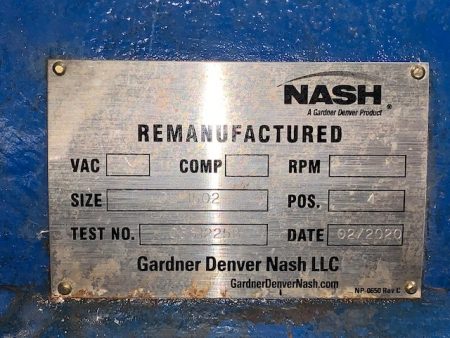 NASH
A Gardner Denver Product ®
REMANUFACTURED
VAC COMP RPM
SIZE POS. 4
TEST NO. DATE 02/2020
Gardner Denver Nash LLC
GardnerDenverNash.com
NP-0650 Rev C